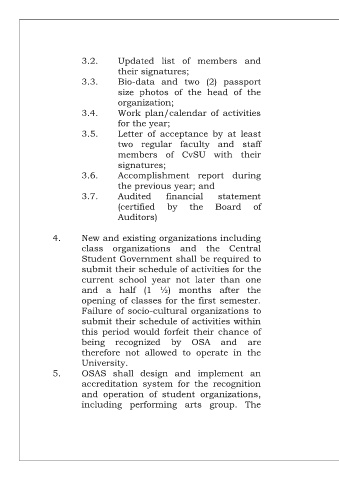 3.2. Updated list of members and
their signatures;
3.3. Bio-data and two (2) passport
size photos of the head of the
organization;
3.4. Work plan/calendar of activities
for the year;
3.5. Letter of acceptance by at least
two regular faculty and staff
members of CvSU with their
signatures;
3.6. Accomplishment report during
the previous year; and
3.7. Audited financial statement
(certified by the Board of
Auditors)
4. New and existing organizations including
class organizations and the Central
Student Government shall be required to
submit their schedule of activities for the
current school year not later than one
and a half (1 ½) months after the
opening of classes for the first semester.
Failure of socio-cultural organizations to
submit their schedule of activities within
this period would forfeit their chance of
being recognized by OSA and are
therefore not allowed to operate in the
University.
5. OSAS shall design and implement an
accreditation system for the recognition
and operation of student organizations,
including performing arts group. The